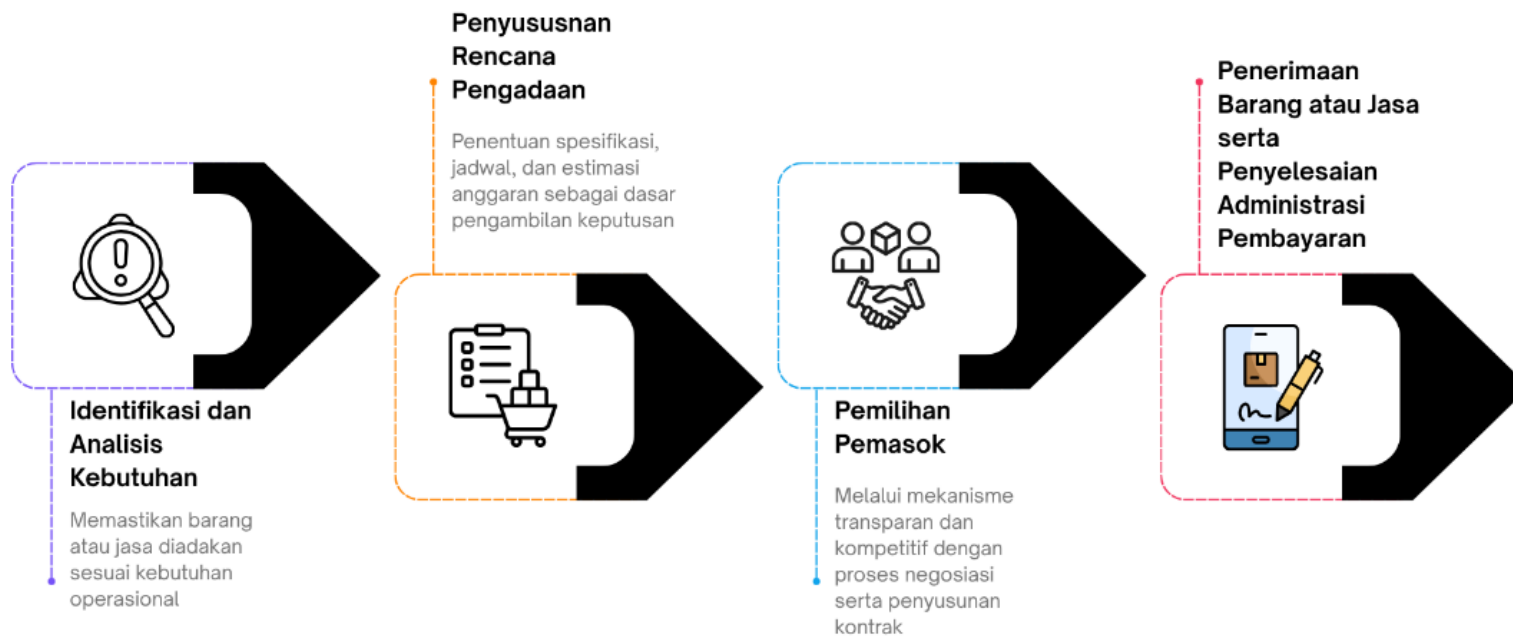 Identifikasi dan
Analisis
Kebutuhan
Memastikan barang
atau jasa diadakan
sesuai kebutuhan
operasional
Penyususnan
Rencana
Pengadaan
Penentuan spesifikasi,
jadwal, dan estimasi
anggaran sebagai dasar
pengambilan keputusan
Pemilihan
Pemasok
Melalui mekanisme
transparan dan
kompetitif dengan
proses negosiasi
serta penyusunan
kontrak
Penerimaan
Barang atau Jasa
serta
Penyelesaian
Administrasi
Pembayaran